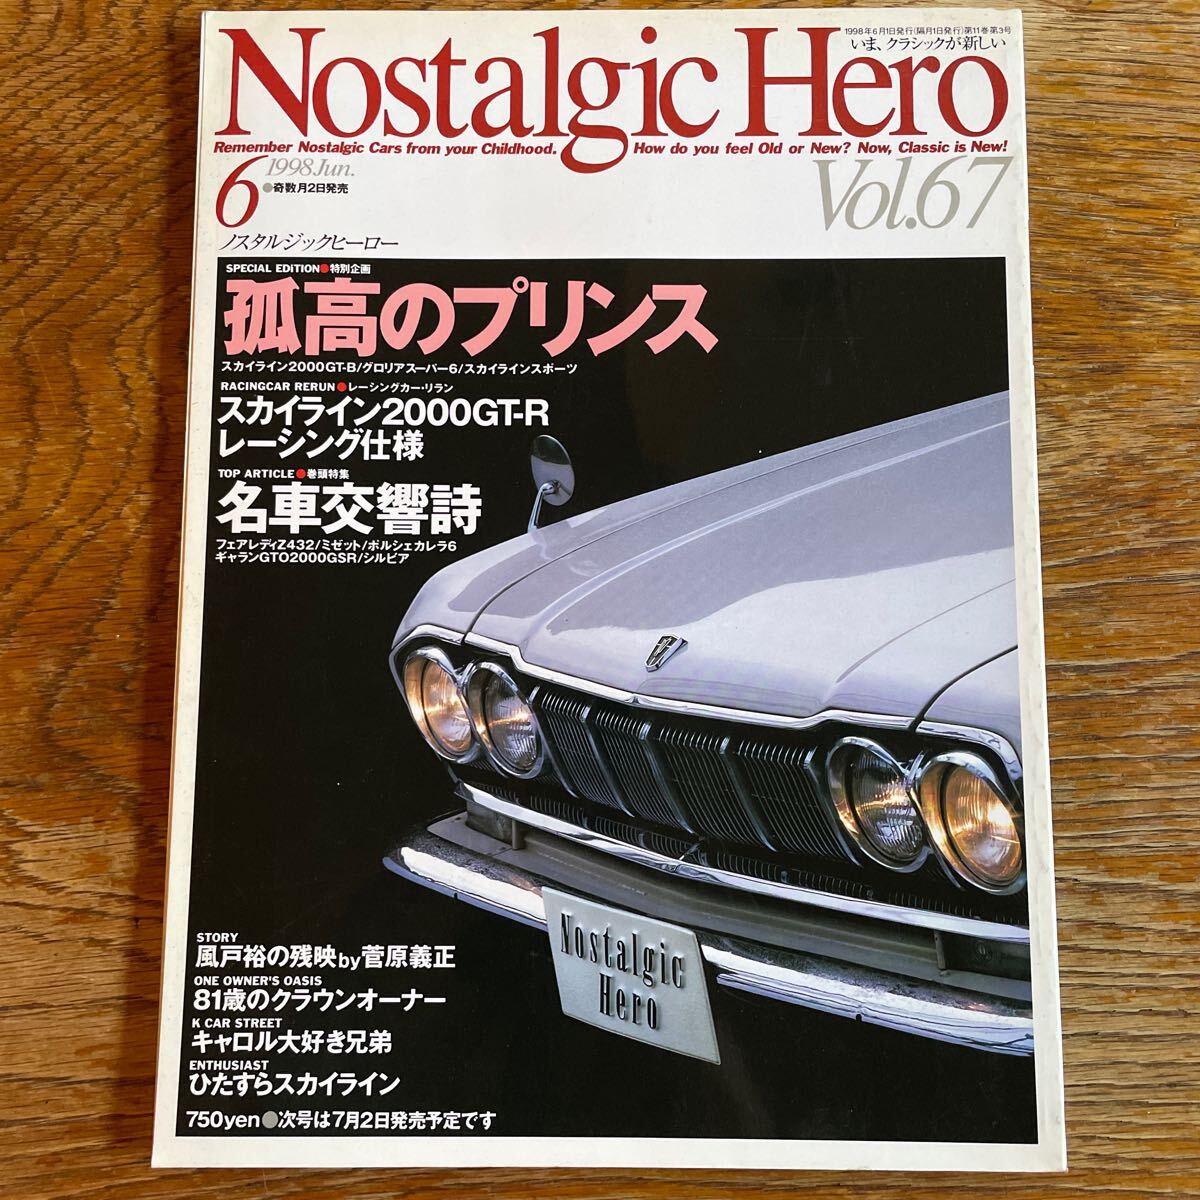 1998年6月1日発行(隔月1日発行)第11巻第3号
いま、クラシックが新しい
Nostalgic Hero
Remember Nostalgic Cars from your Childhood. How do you feel Old or New? Now, Classic is New!
6 1998 Jun.
●奇数月2日発売
Vol.67
ノスタルジックヒーロー
SPECIAL EDITION●特別企画
孤高のプリンス
スカイライン2000GT-B/グロリアスーパー6/スカイラインスポーツ
RACINGCAR RERUN●レーシングカー・リラン
スカイライン2000GT-R
レーシング仕様
TOP ARTICLE●巻頭特集
名車交響詩
フェアレディZ432/ミゼット/ポルシェカレラ6
ギャランGTO2000GSR/シルビア
Nostalgic
Hero
STORY
風戸裕の残映by菅原義正
ONE OWNER'S OASIS
81歳のクラウンオーナー
K CAR STREET
キャロル大好き兄弟
ENTHUSIAST
ひたすらスカイライン
750yen●次号は7月2日発売予定です